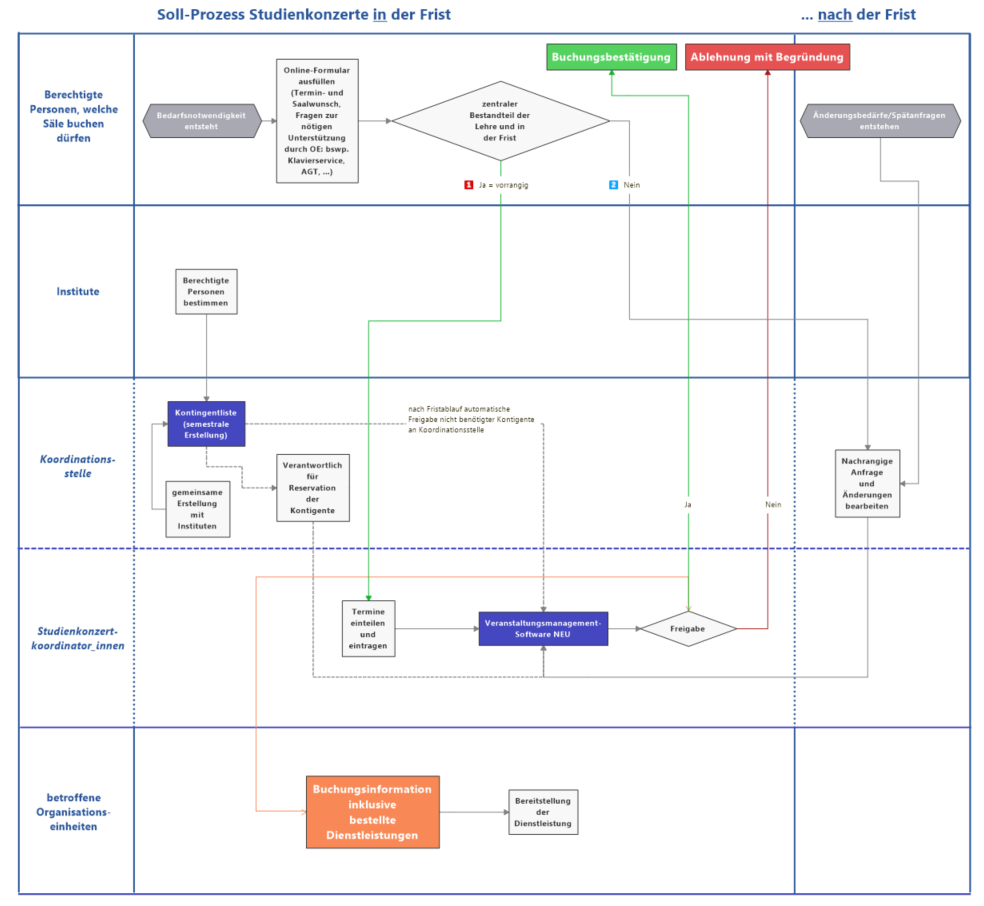 Soll-Prozess Studienkonzerte in der Frist
... nach der Frist
Berechtigte
Personen, welche
Säle buchen
dürfen
Bedarfsnotwendigkeit
entsteht
Online-Formular
ausfüllen
(Termin- und
Saalwunsch,
Fragen zur
nötigen
Unterstützung
durch OE: bswp.
Klavierservice,
AGT, ...)
zentraler
Bestandteil der
Lehre und in
der Frist
Buchungsbestätigung
Ablehnung mit Begründung
Änderungsbedärfe/Spätanfragen
entstehen
1 Ja = vorrangig
2 Nein
Institute
Berechtigte
Personen
bestimmen
Koordinations-
stelle
Kontingentliste
(semestrale
Erstellung)
nach Fristablauf automatische
Freigabe nicht benötigter Kontigente
an Koordinationsstelle
gemeinsame
Erstellung
mit
Instituten
Verantwortlich
für
Reservation
der
Kontigente
Nachrangige
Anfrage
und
Änderungen
bearbeiten
Ja
Nein
Studienkonzert-
koordinator_innen
Termine
einteilen
und
eintragen
Veranstaltungsmanagement-
Software NEU
Freigabe
betroffene
Organisations-
einheiten
Buchungsinformation
inklusive
bestellte
Dienstleistungen
Bereitstellung
der
Dienstleistung